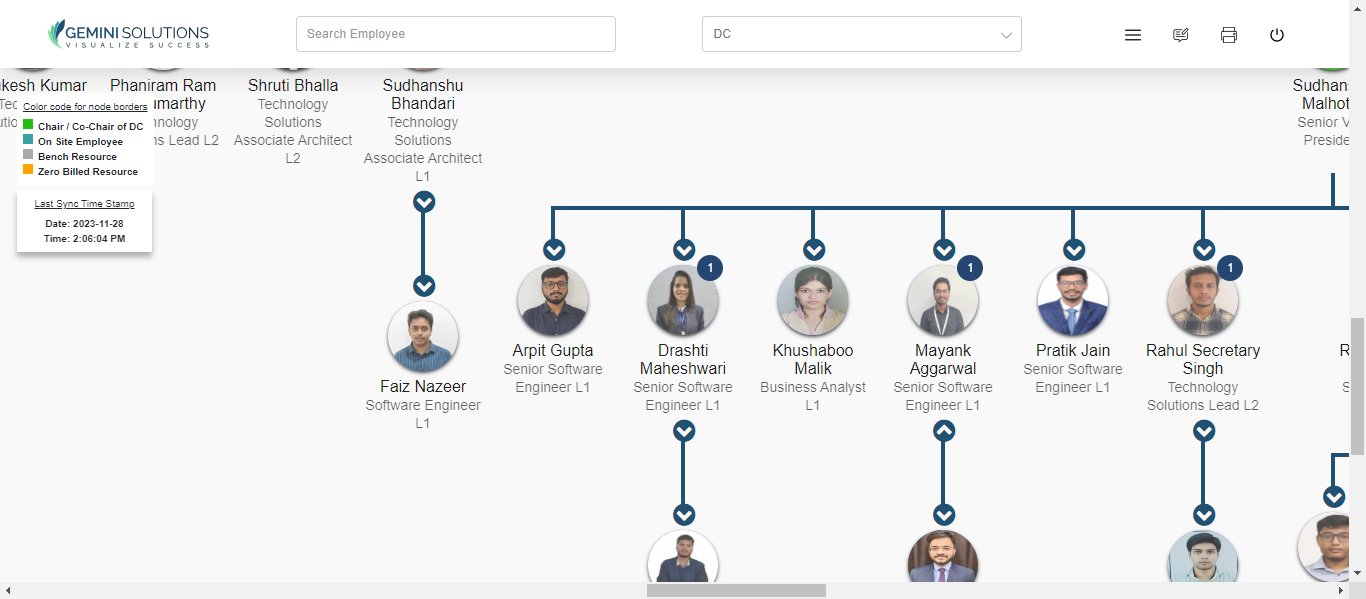 GEMINI SOLUTIONS
VISUALIZE SUCCESS
Search Employee
DC
kesh Kumar
Phaniram Ram
umarthy
nology
ns Lead L2
Shruti Bhalla
Technology
Solutions
Associate Architect
L2
Sudhanshu
Bhandari
Technology
Solutions
Associate Architect
L1
Sudhans
Malhot
Senior V
Preside
Color code for node borders
Chair / Co-Chair of DC
On Site Employee
Bench Resource
Zero Billed Resource
Last Sync Time Stamp
Date: 2023-11-28
Time: 2:06:04 PM
Faiz Nazeer
Software Engineer
L1
Arpit Gupta
Senior Software
Engineer L1
1
Drashti
Maheshwari
Senior Software
Engineer L1
Khushaboo
Malik
Business Analyst
L1
1
Mayank
Aggarwal
Senior Software
Engineer L1
Pratik Jain
Senior Software
Engineer L1
1
Rahul Secretary
Singh
Technology
Solutions Lead L2
R
S